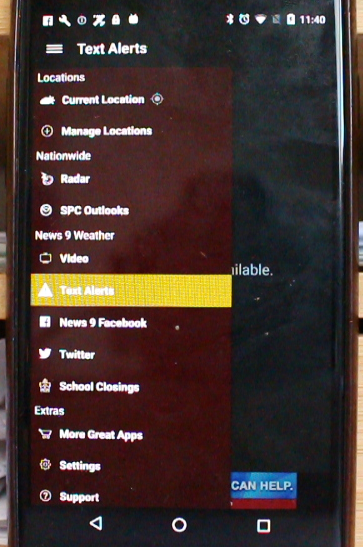 11:40
Text Alerts
Locations
Current Location
Manage Locations
Nationwide
Radar
SPC Outlooks
News 9 Weather
Video
ilable.
Text Alerts
News 9 Facebook
Twitter
School Closings
Extras
More Great Apps
Settings
CAN HELP.
Support